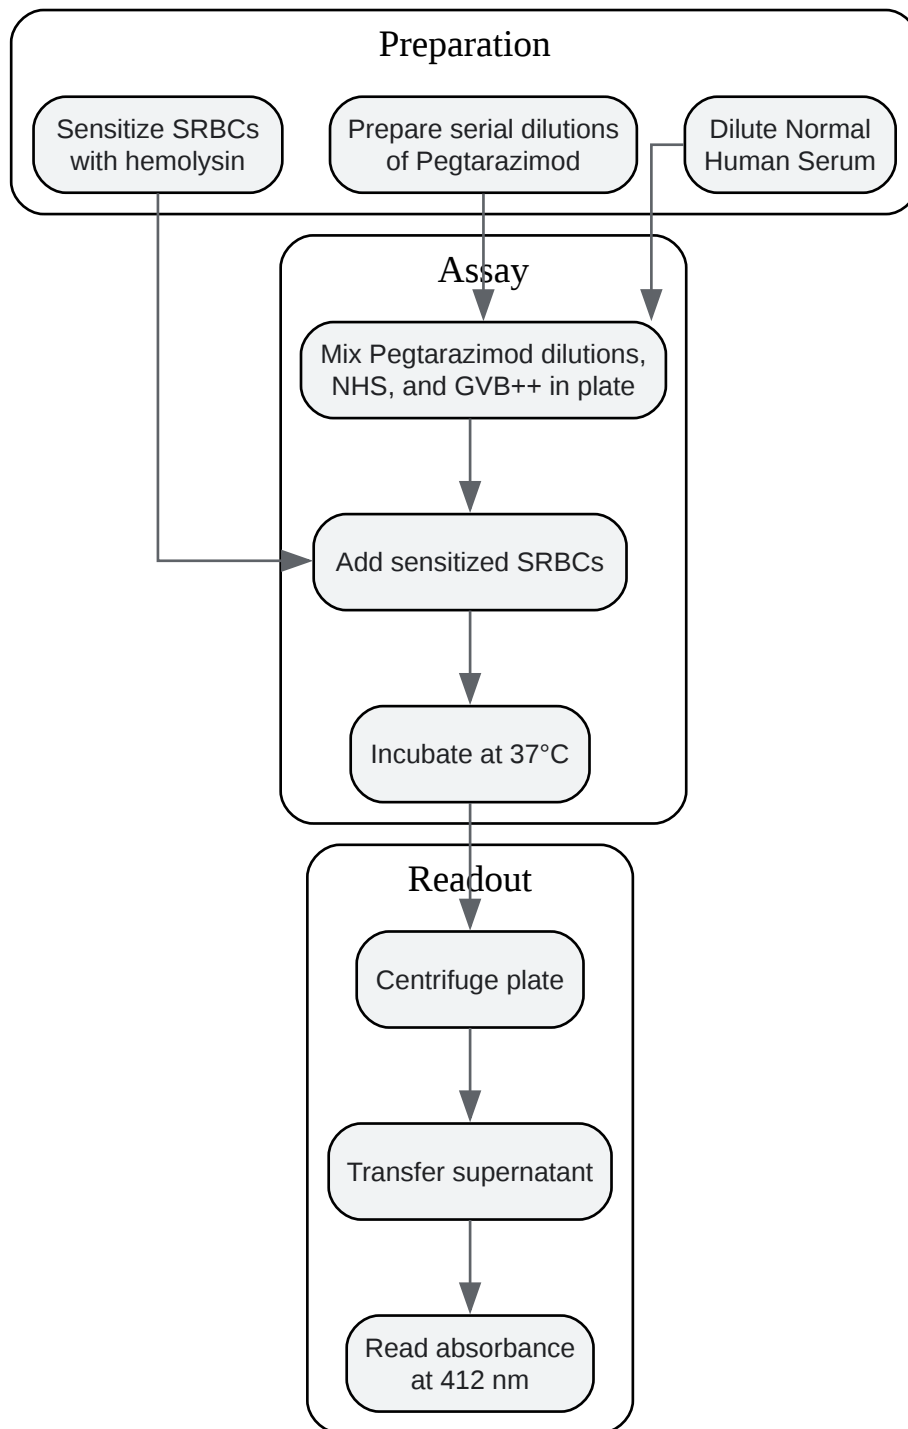 Preparation
Sensitize SRBCs
with hemolysin
Prepare serial dilutions
of Pegtarazimod
Dilute Normal
Human Serum
Assay
Mix Pegtarazimod dilutions,
NHS, and GVB++ in plate
Add sensitized SRBCs
Incubate at 37°C
Readout
Centrifuge plate
Transfer supernatant
Read absorbance
at 412 nm